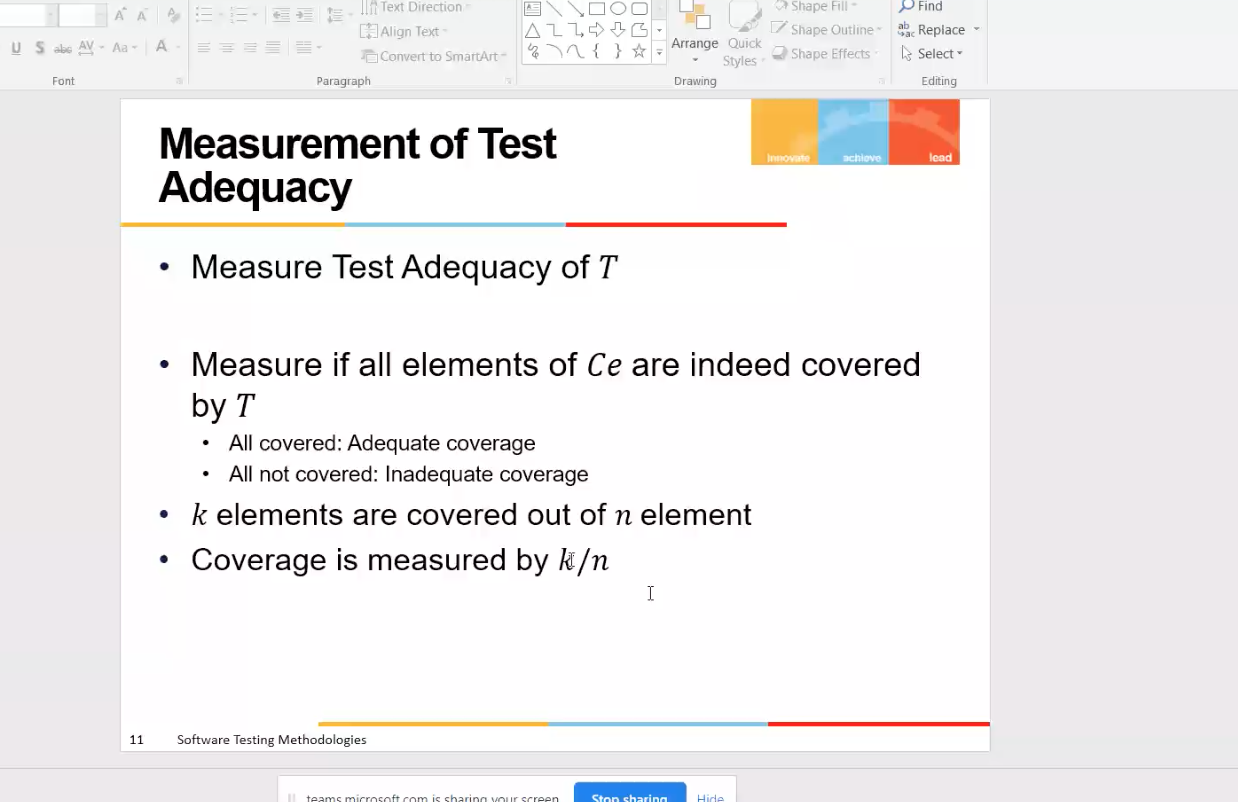 Text Direction
Shape Fill
Find
Align Text
Shape Outline
Replace
Aa
Convert to SmartArt
Arrange
Quick
Styles
Shape Effects
Select
Font
Paragraph
Drawing
Editing
Measurement of Test
Adequacy
innovate achieve lead
• Measure Test Adequacy of T
• Measure if all elements of Ce are indeed covered
by T
• All covered: Adequate coverage
• All not covered: Inadequate coverage
• k elements are covered out of n element
• Coverage is measured by k/n
11 Software Testing Methodologies
teams.microsoft.com is sharing your screen. Stop sharing Hide